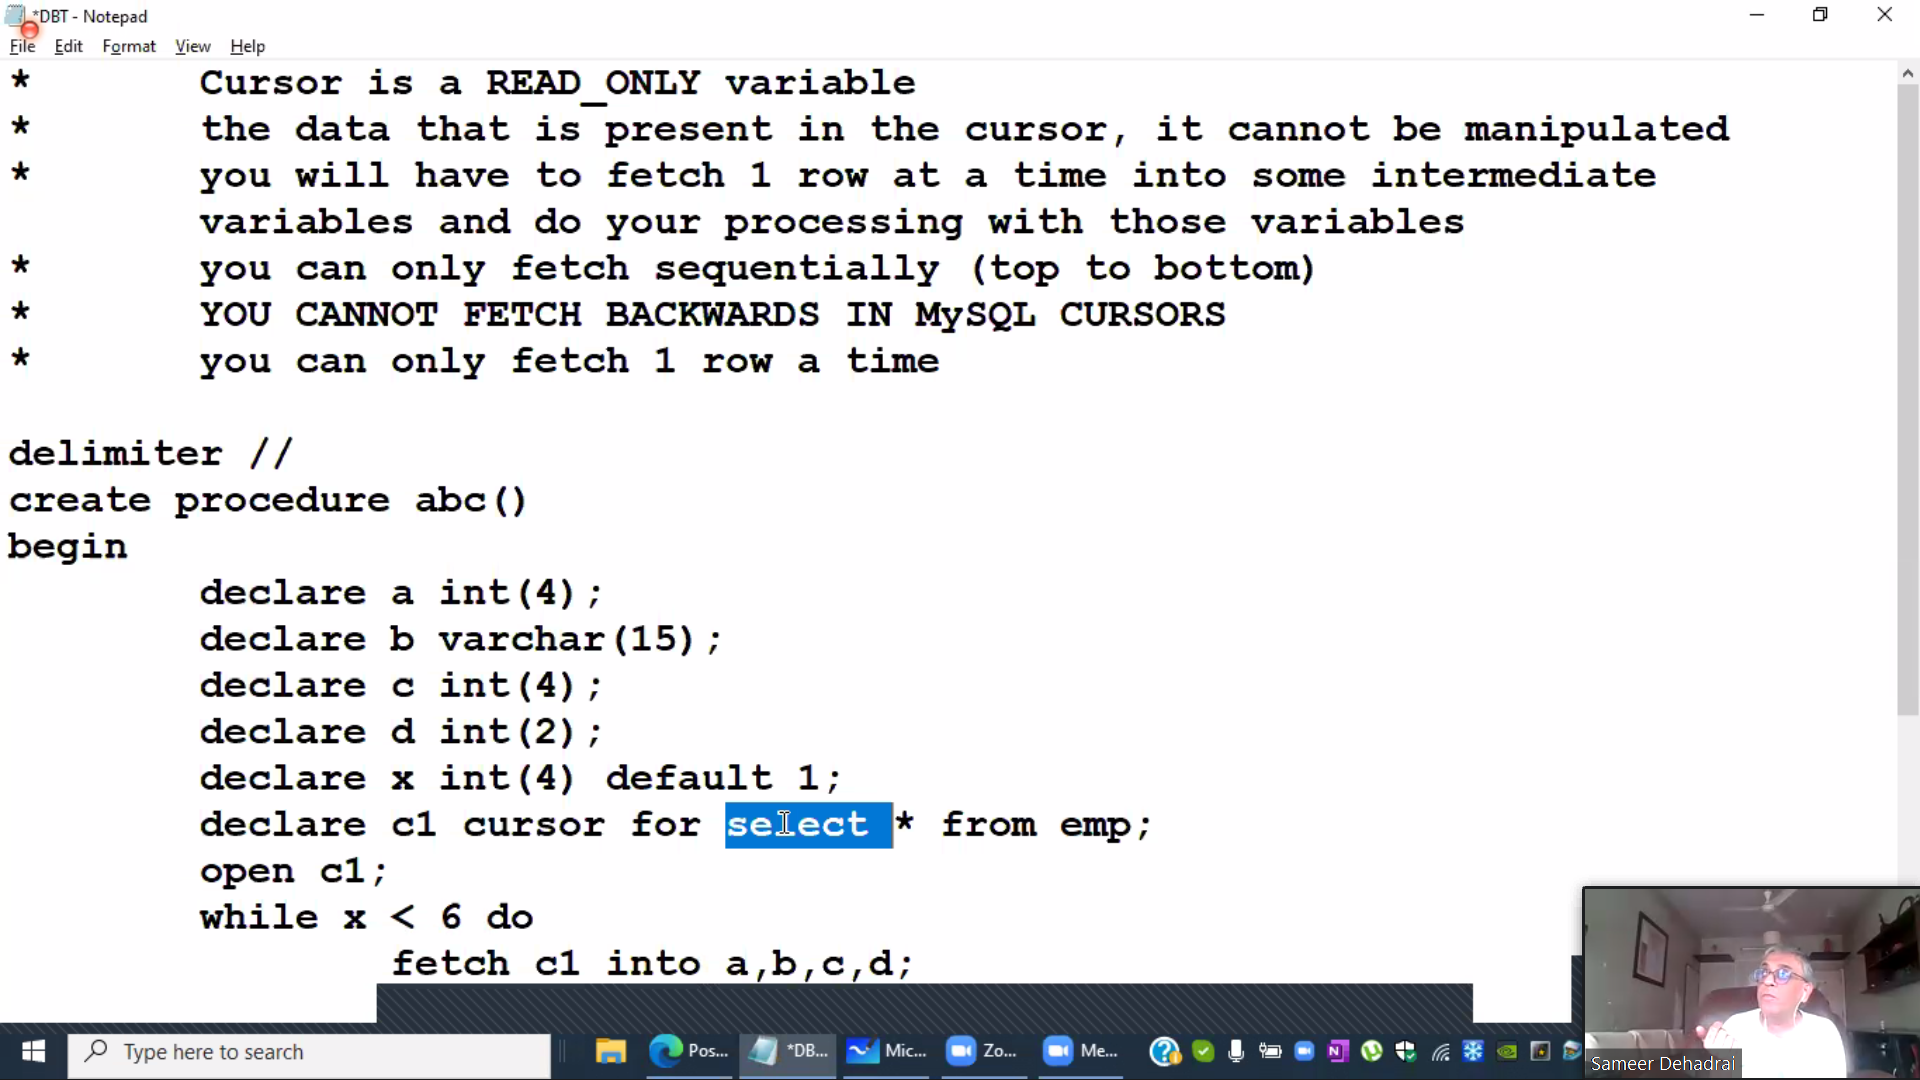 *DBT - Notepad
File Edit Format View Help
* Cursor is a READ_ONLY variable
* the data that is present in the cursor, it cannot be manipulated
* you will have to fetch 1 row at a time into some intermediate
variables and do your processing with those variables
* you can only fetch sequentially (top to bottom)
* YOU CANNOT FETCH BACKWARDS IN MySQL CURSORS
* you can only fetch 1 row a time
delimiter //
create procedure abc()
begin
declare a int(4);
declare b varchar(15);
declare c int(4);
declare d int(2);
declare x int(4) default 1;
declare c1 cursor for select * from emp;
open c1;
while x < 6 do
fetch c1 into a,b,c,d;
Type here to search
Pos...
*DB...
Mic...
Zo...
Me...
Sameer Dehadrai